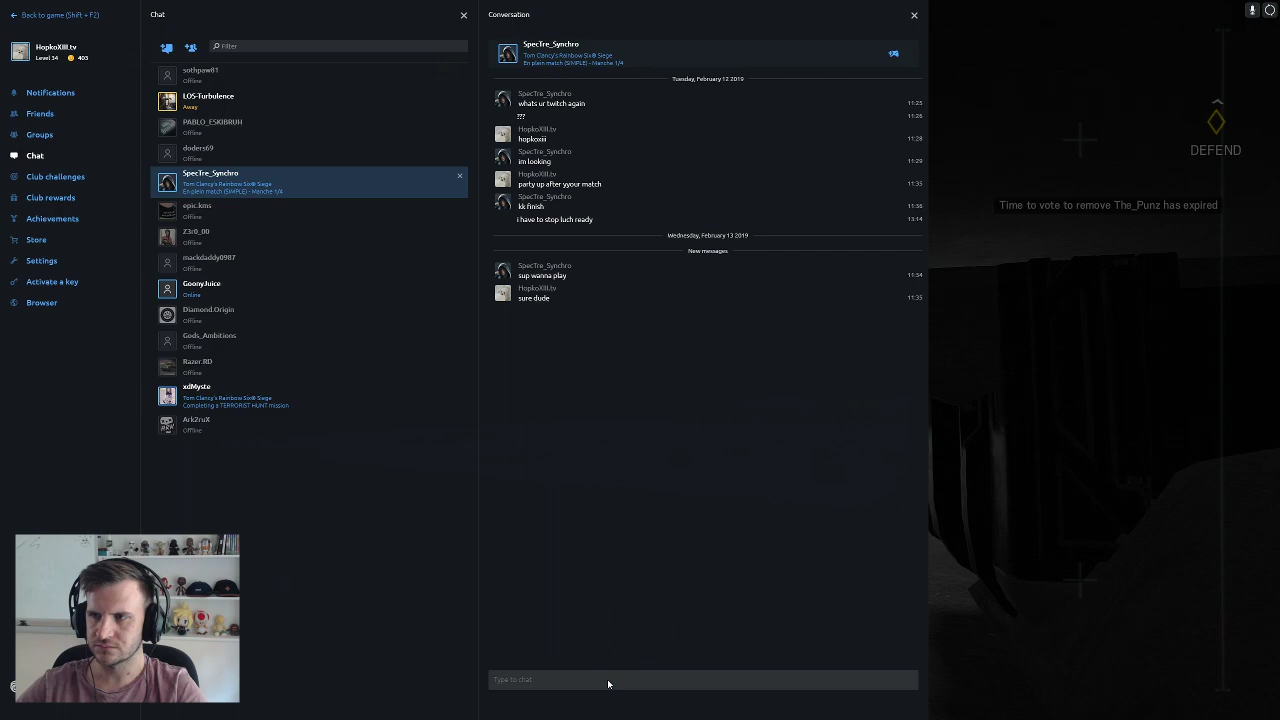 Back to game (Shift + F2)
HopkoXIII.tv
Level 34
403
Notifications
Friends
Groups
Chat
Club challenges
Club rewards
Achievements
Store
Settings
Activate a key
Browser
Chat
Filter
sothpaw81
Offline
LOS-Turbulence
Away
PABLO_ESKIBRUH
Offline
doders69
Offline
SpecTre_Synchro
Tom Clancy's Rainbow Six® Siege
En plein match (SIMPLE) - Manche 1/4
epic.kms
Offline
Z3r0_00
Offline
mackdaddy0987
Offline
GoonyJuice
Online
Diamond.Origin
Offline
Gods_Ambitions
Offline
Razer.RD
Offline
xdMyste
Tom Clancy's Rainbow Six® Siege
Completing a TERRORIST HUNT mission
Ark2ruX
Offline
Conversation
SpecTre_Synchro
Tom Clancy's Rainbow Six® Siege
En plein match (SIMPLE) - Manche 1/4
Tuesday, February 12 2019
SpecTre_Synchro
whats ur twitch again 11:25
??? 11:26
HopkoXIII.tv
hopkoxiii 11:28
SpecTre_Synchro
im looking 11:29
HopkoXIII.tv
party up after yyour match 11:35
SpecTre_Synchro
kk finish 11:36
i have to stop luch ready 13:14
Wednesday, February 13 2019
New messages
SpecTre_Synchro
sup wanna play 11:34
HopkoXIII.tv
sure dude 11:35
Type to chat
DEFEND
Time to vote to remove The_Punz has expired